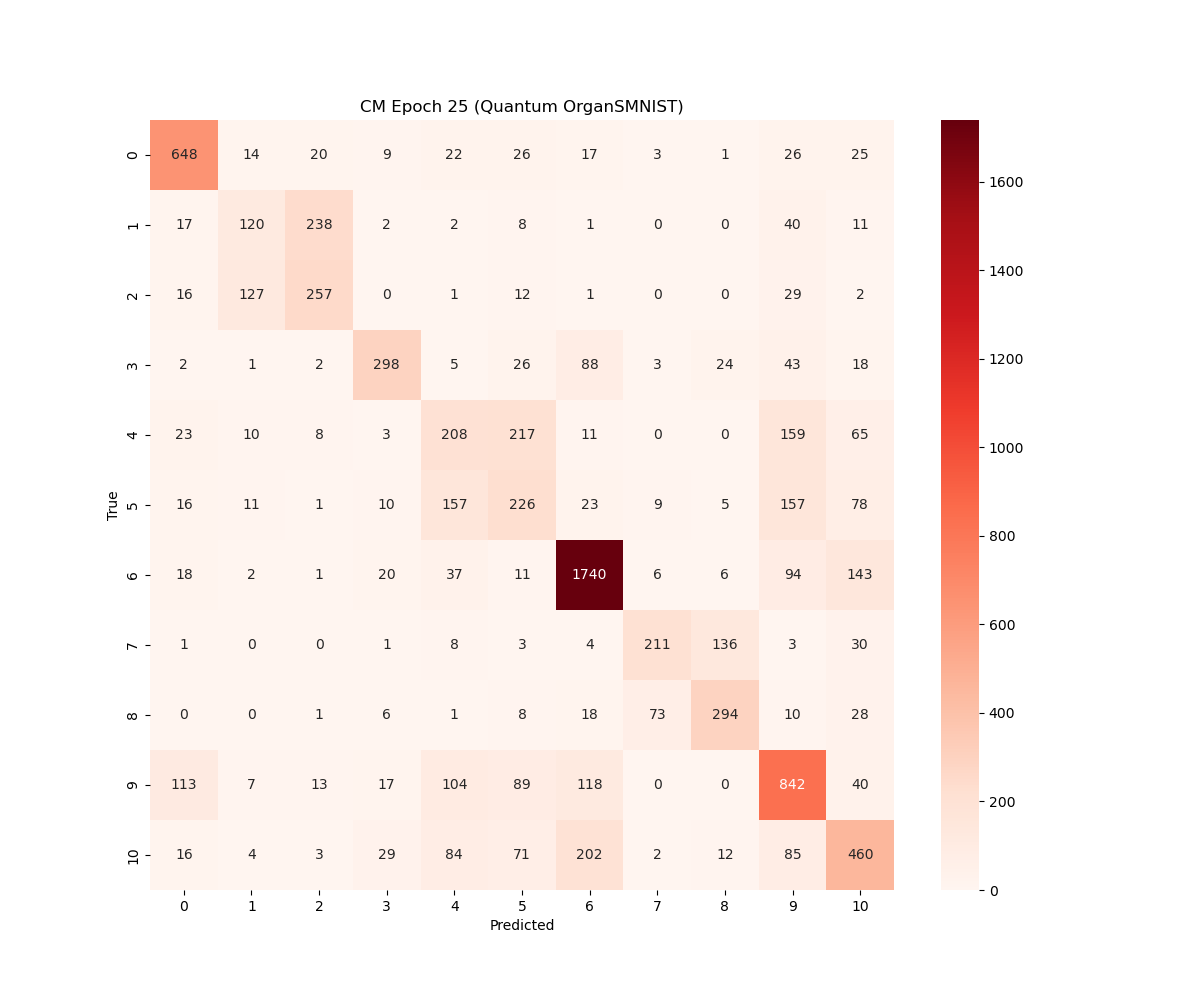 CM Epoch 25 (Quantum OrganSMNIST)
0 648 14 20 9 22 26 17 3 1 26 25
1 17 120 238 2 2 8 1 0 0 40 11
2 16 127 257 0 1 12 1 0 0 29 2
3 2 1 2 298 5 26 88 3 24 43 18
4 23 10 8 3 208 217 11 0 0 159 65
5 16 11 1 10 157 226 23 9 5 157 78
6 18 2 1 20 37 11 1740 6 6 94 143
7 1 0 0 1 8 3 4 211 136 3 30
8 0 0 1 6 1 8 18 73 294 10 28
9 113 7 13 17 104 89 118 0 0 842 40
10 16 4 3 29 84 71 202 2 12 85 460
0 1 2 3 4 5 6 7 8 9 10
Predicted
True
1600
1400
1200
1000
800
600
400
200
0